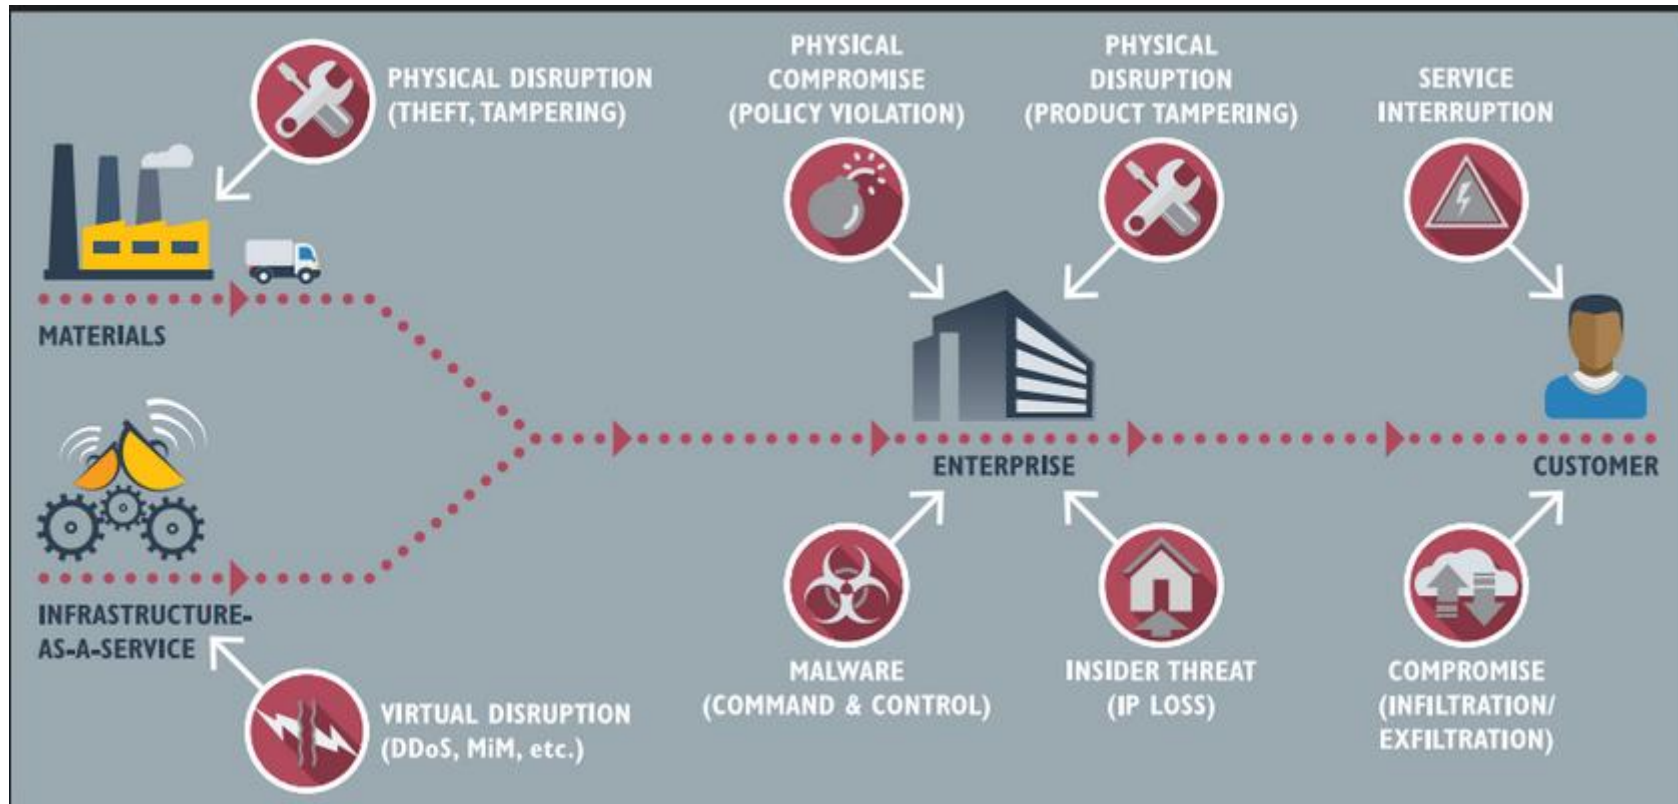 PHYSICAL DISRUPTION
(THEFT, TAMPERING)
PHYSICAL
COMPROMISE
(POLICY VIOLATION)
PHYSICAL
DISRUPTION
(PRODUCT TAMPERING)
SERVICE
INTERRUPTION
MATERIALS
ENTERPRISE
CUSTOMER
INFRASTRUCTURE-
AS-A-SERVICE
VIRTUAL DISRUPTION
(DDoS, MiM, etc.)
MALWARE
(COMMAND & CONTROL)
INSIDER THREAT
(IP LOSS)
COMPROMISE
(INFILTRATION/
EXFILTRATION)